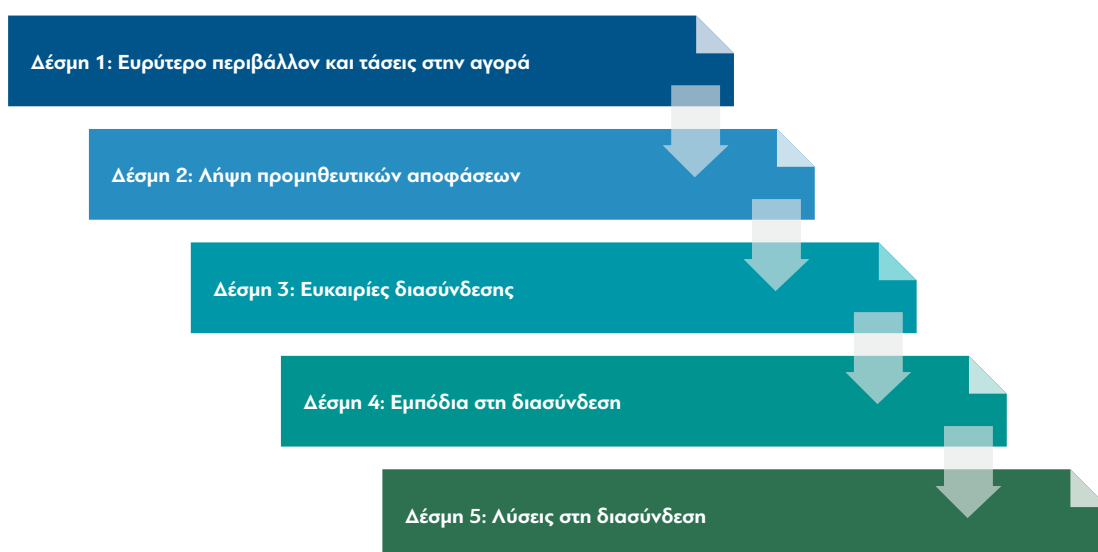 Δέσμη 1: Ευρύτερο περιβάλλον και τάσεις στην αγορά
Δέσμη 2: Λήψη προμηθευτικών αποφάσεων
Δέσμη 3: Ευκαιρίες διασύνδεσης
Δέσμη 4: Εμπόδια στη διασύνδεση
Δέσμη 5: Λύσεις στη διασύνδεση